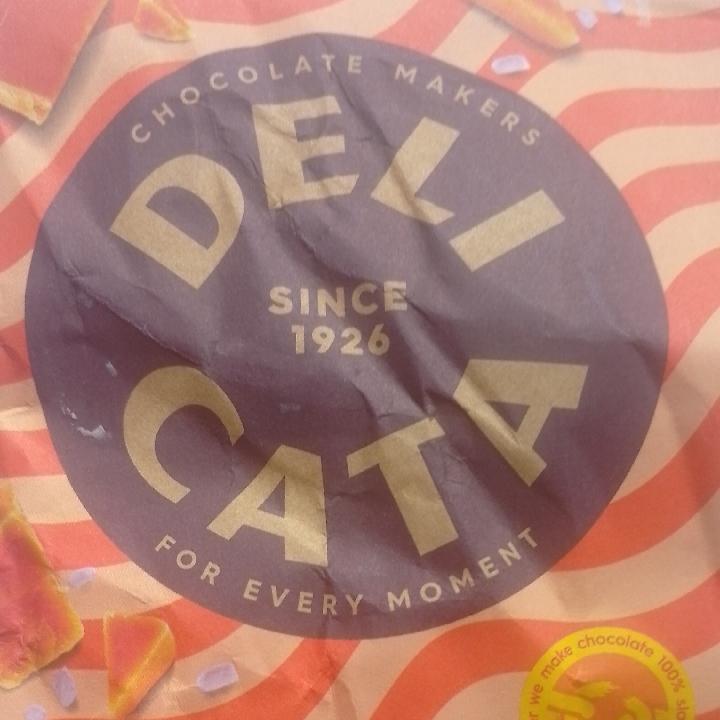 CHOCOLATE MAKERS
DELI
SINCE
1926
CATA
FOR EVERY MOMENT
we make chocolate 100%